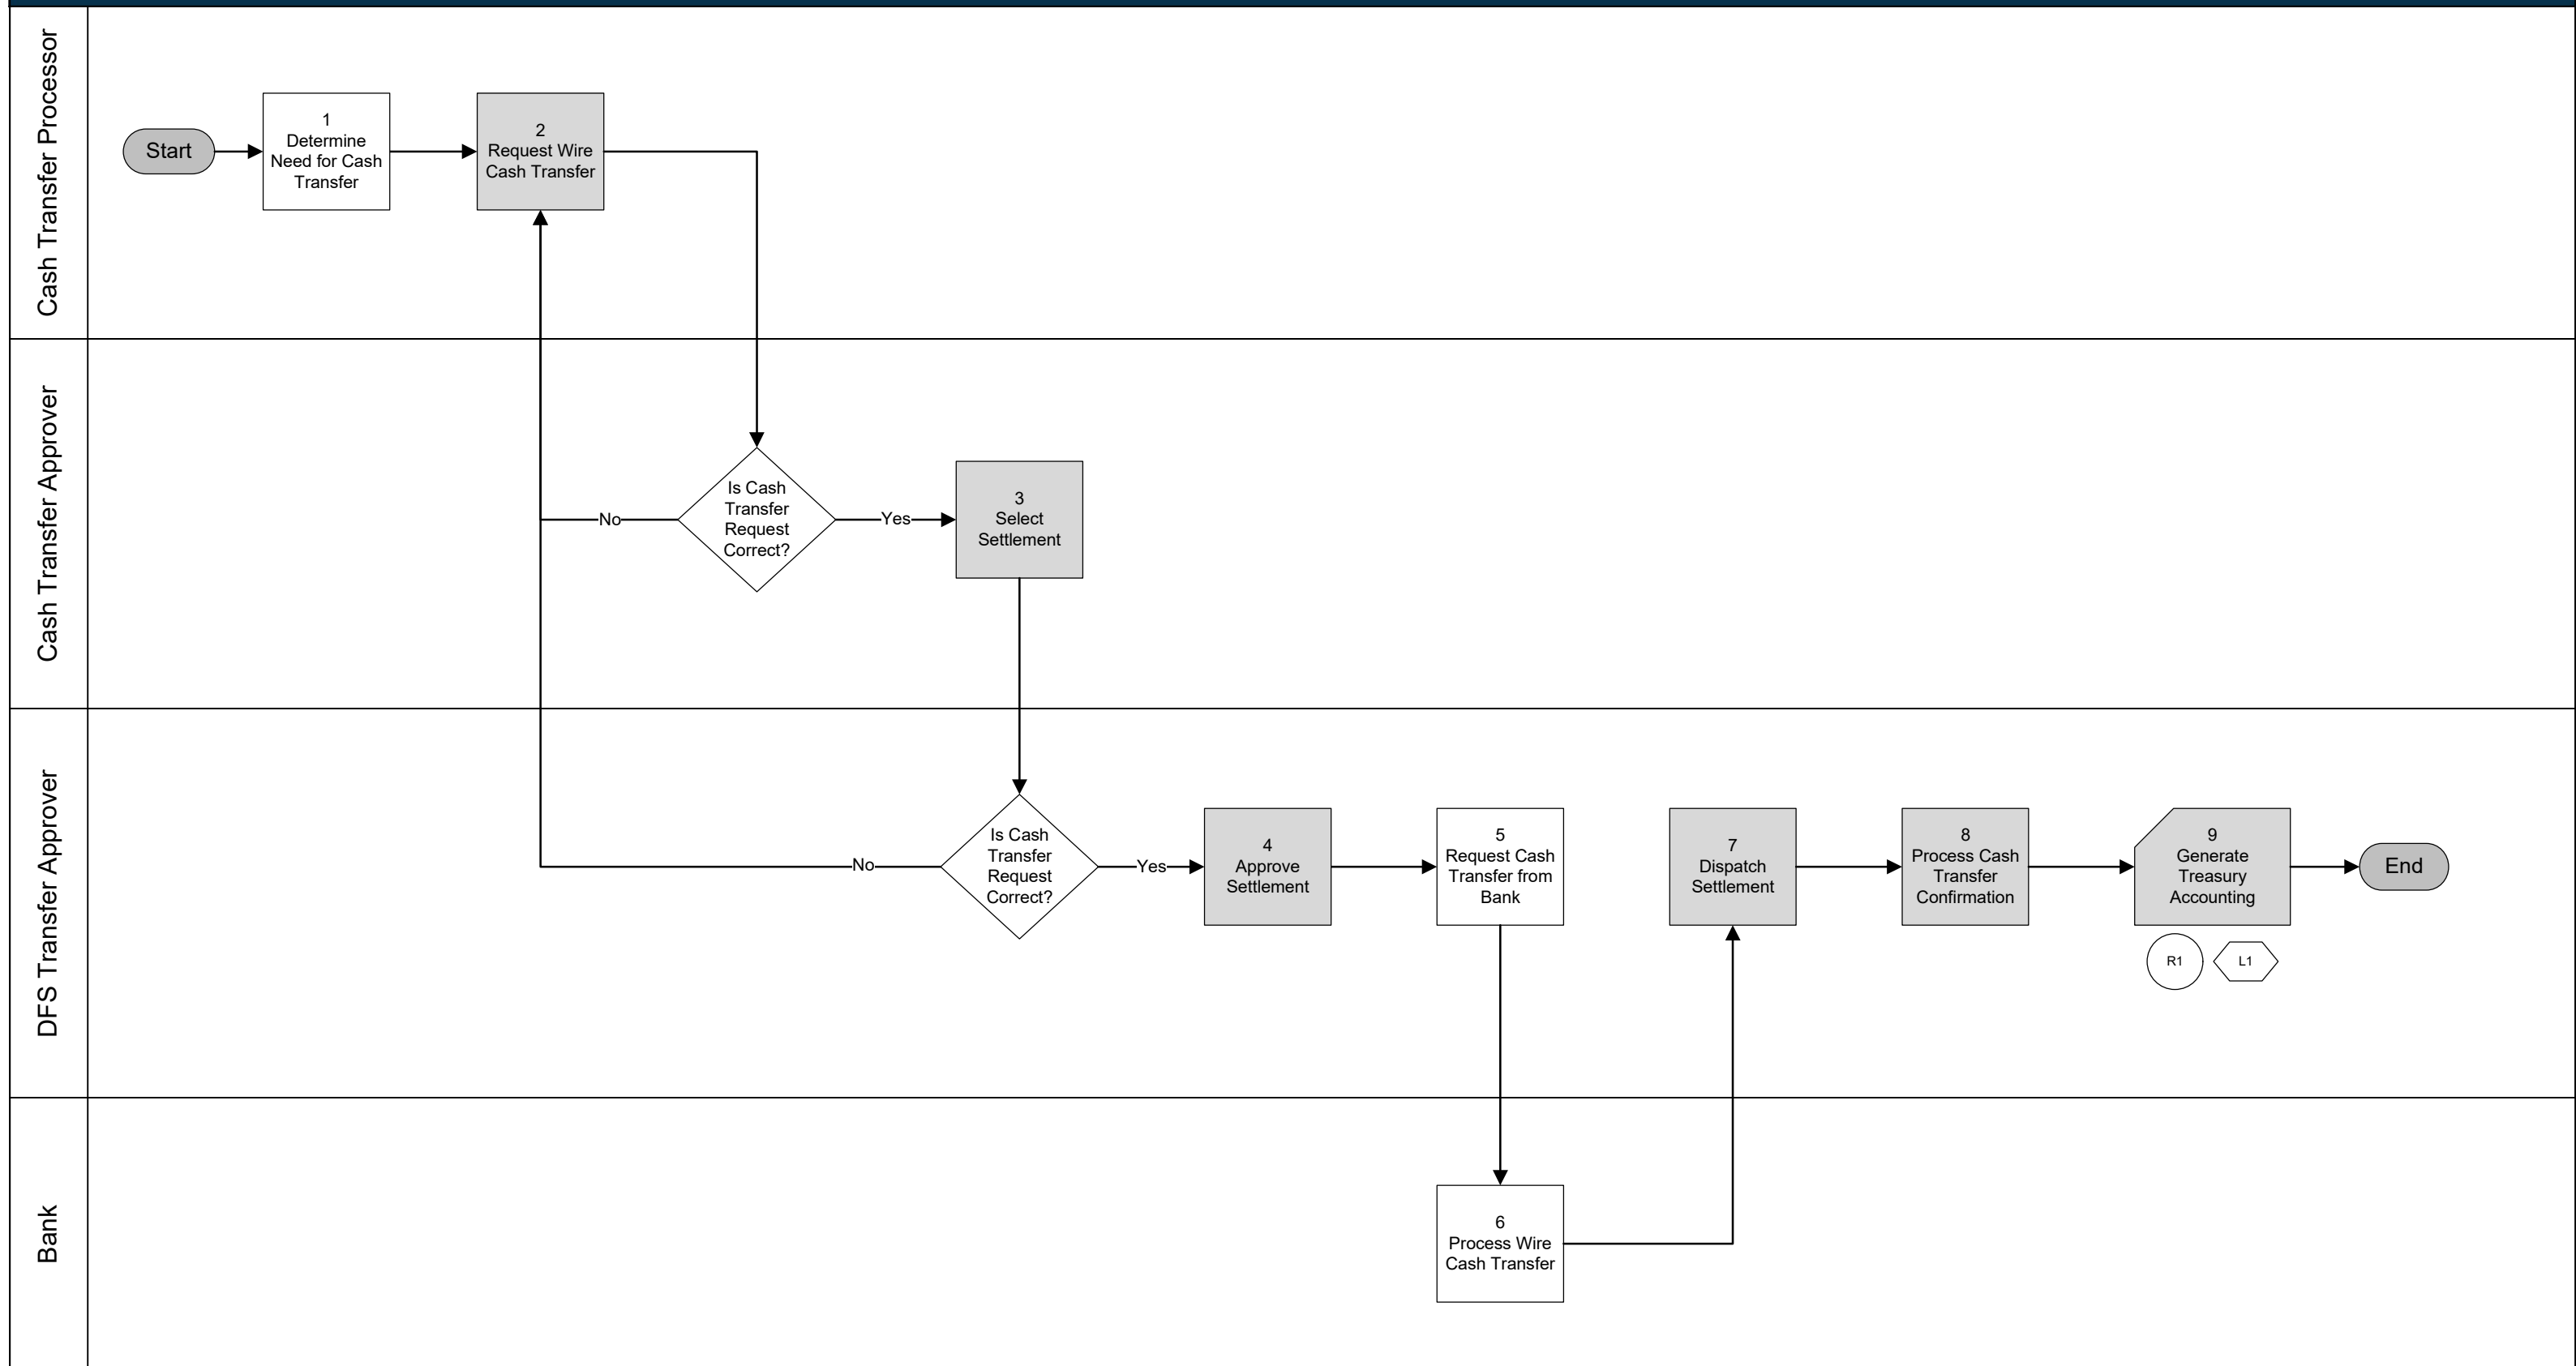 Cash Transfer Processor
Start
1
Determine
Need for Cash
Transfer
2
Request Wire
Cash Transfer
Cash Transfer Approver
Is Cash
Transfer
Request
Correct?
No
Yes
3
Select
Settlement
DFS Transfer Approver
Is Cash
Transfer
Request
Correct?
No
Yes
4
Approve
Settlement
5
Request Cash
Transfer from
Bank
7
Dispatch
Settlement
8
Process Cash
Transfer
Confirmation
9
Generate
Treasury
Accounting
R1
L1
End
Bank
6
Process Wire
Cash Transfer